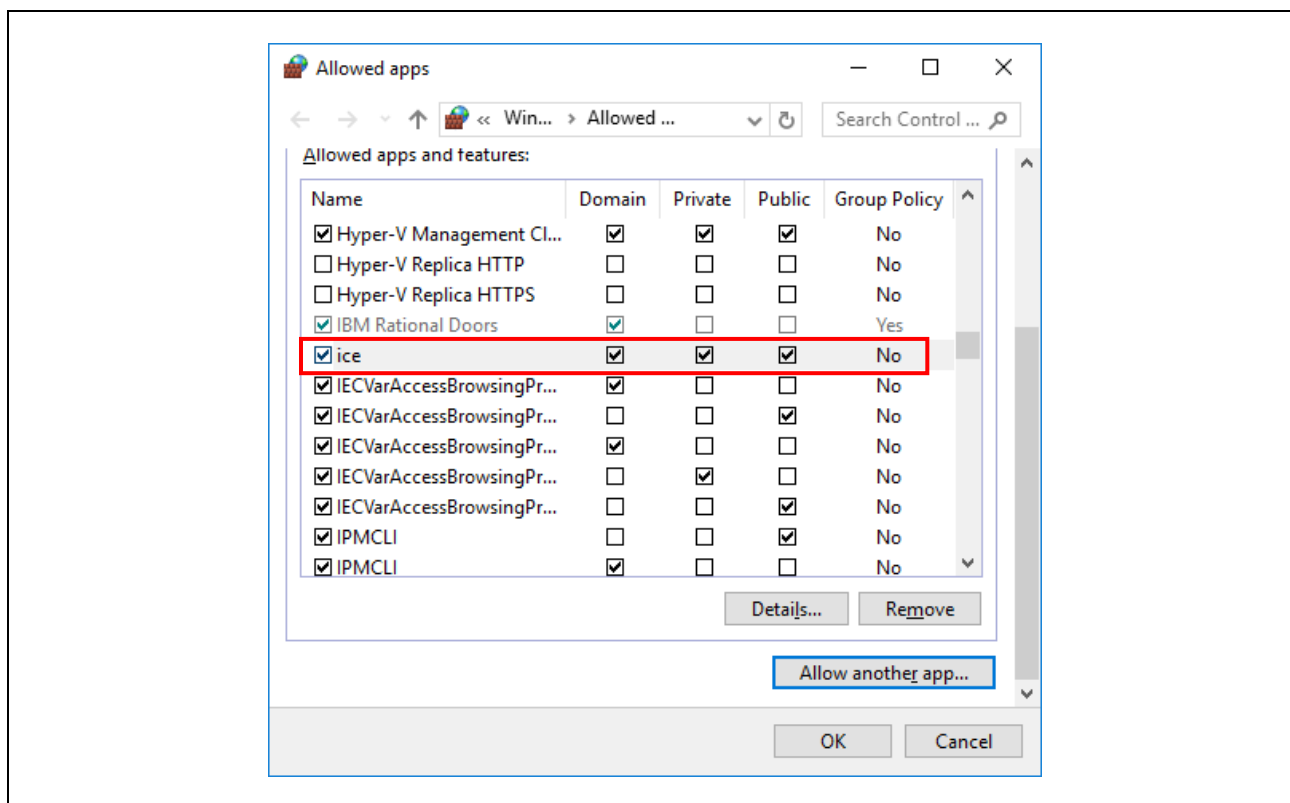 Allowed apps
« Win... > Allowed ... Search Control ...
Allowed apps and features:
Name Domain Private Public Group Policy
Hyper-V Management Cl... No
Hyper-V Replica HTTP No
Hyper-V Replica HTTPS No
IBM Rational Doors Yes
ice No
IECVarAccessBrowsingPr... No
IECVarAccessBrowsingPr... No
IECVarAccessBrowsingPr... No
IECVarAccessBrowsingPr... No
IECVarAccessBrowsingPr... No
IPMCLI No
IPMCLI No
Details... Remove
Allow another app...
OK Cancel